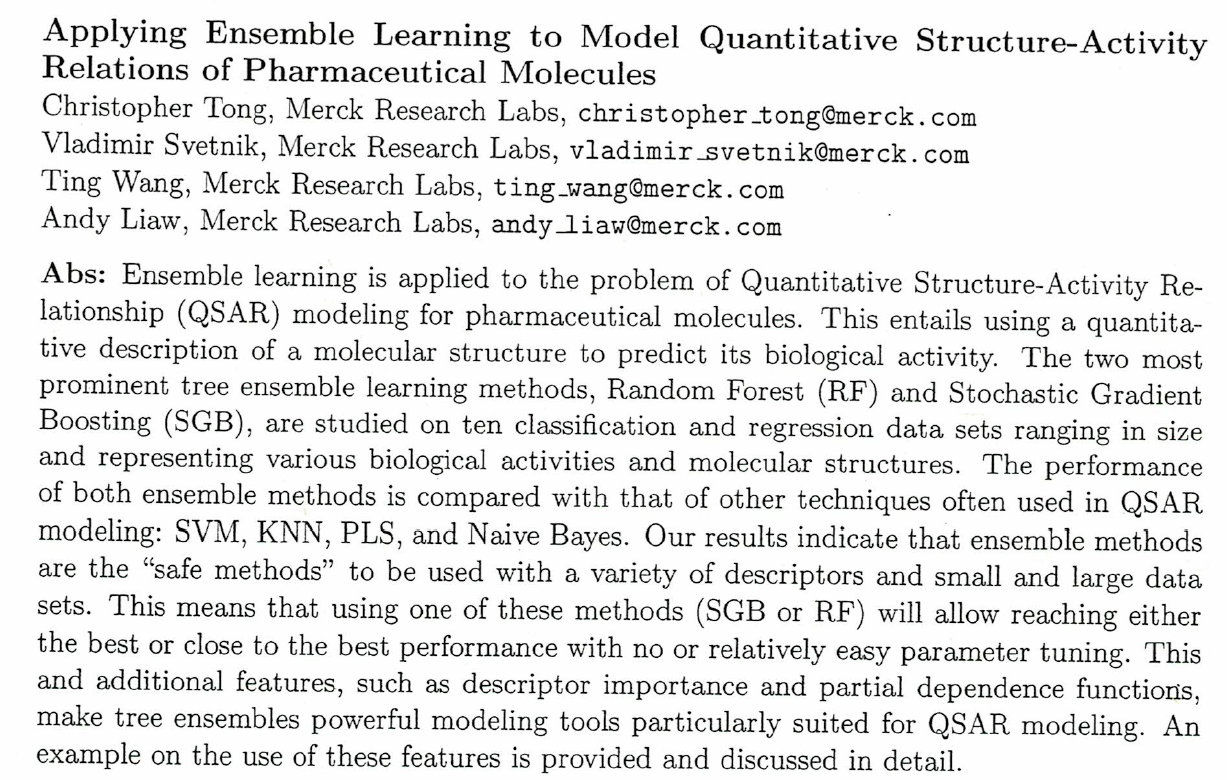 Applying Ensemble Learning to Model Quantitative Structure-Activity
Relations of Pharmaceutical Molecules
Christopher Tong, Merck Research Labs, christopher_tong@merck.com
Vladimir Svetnik, Merck Research Labs, vladimir_svetnik@merck.com
Ting Wang, Merck Research Labs, ting_wang@merck.com
Andy Liaw, Merck Research Labs, andy_liaw@merck.com
Abs: Ensemble learning is applied to the problem of Quantitative Structure-Activity Re-
lationship (QSAR) modeling for pharmaceutical molecules. This entails using a quantita-
tive description of a molecular structure to predict its biological activity. The two most
prominent tree ensemble learning methods, Random Forest (RF) and Stochastic Gradient
Boosting (SGB), are studied on ten classification and regression data sets ranging in size
and representing various biological activities and molecular structures. The performance
of both ensemble methods is compared with that of other techniques often used in QSAR
modeling: SVM, KNN, PLS, and Naive Bayes. Our results indicate that ensemble methods
are the “safe methods” to be used with a variety of descriptors and small and large data
sets. This means that using one of these methods (SGB or RF) will allow reaching either
the best or close to the best performance with no or relatively easy parameter tuning. This
and additional features, such as descriptor importance and partial dependence functions,
make tree ensembles powerful modeling tools particularly suited for QSAR modeling. An
example on the use of these features is provided and discussed in detail.